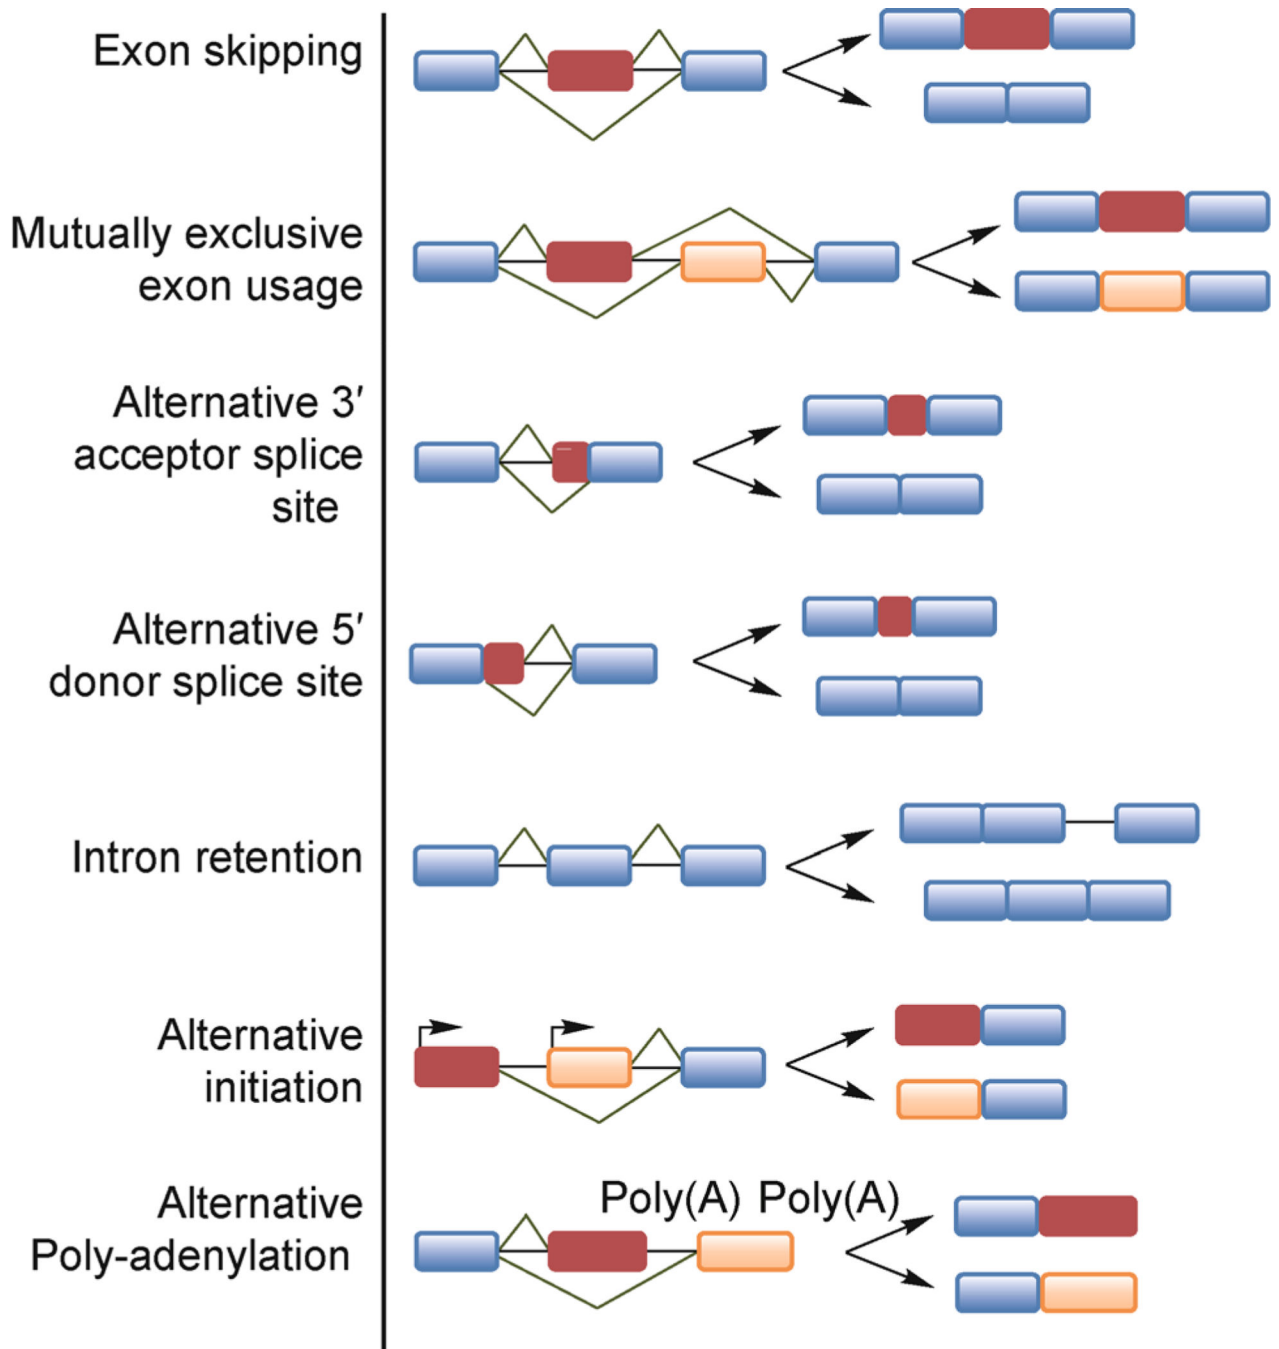 Exon skipping
Mutually exclusive
exon usage
Alternative 3′
acceptor splice
site
Alternative 5′
donor splice site
Intron retention
Alternative
initiation
Alternative
Poly-adenylation
Poly(A) Poly(A)